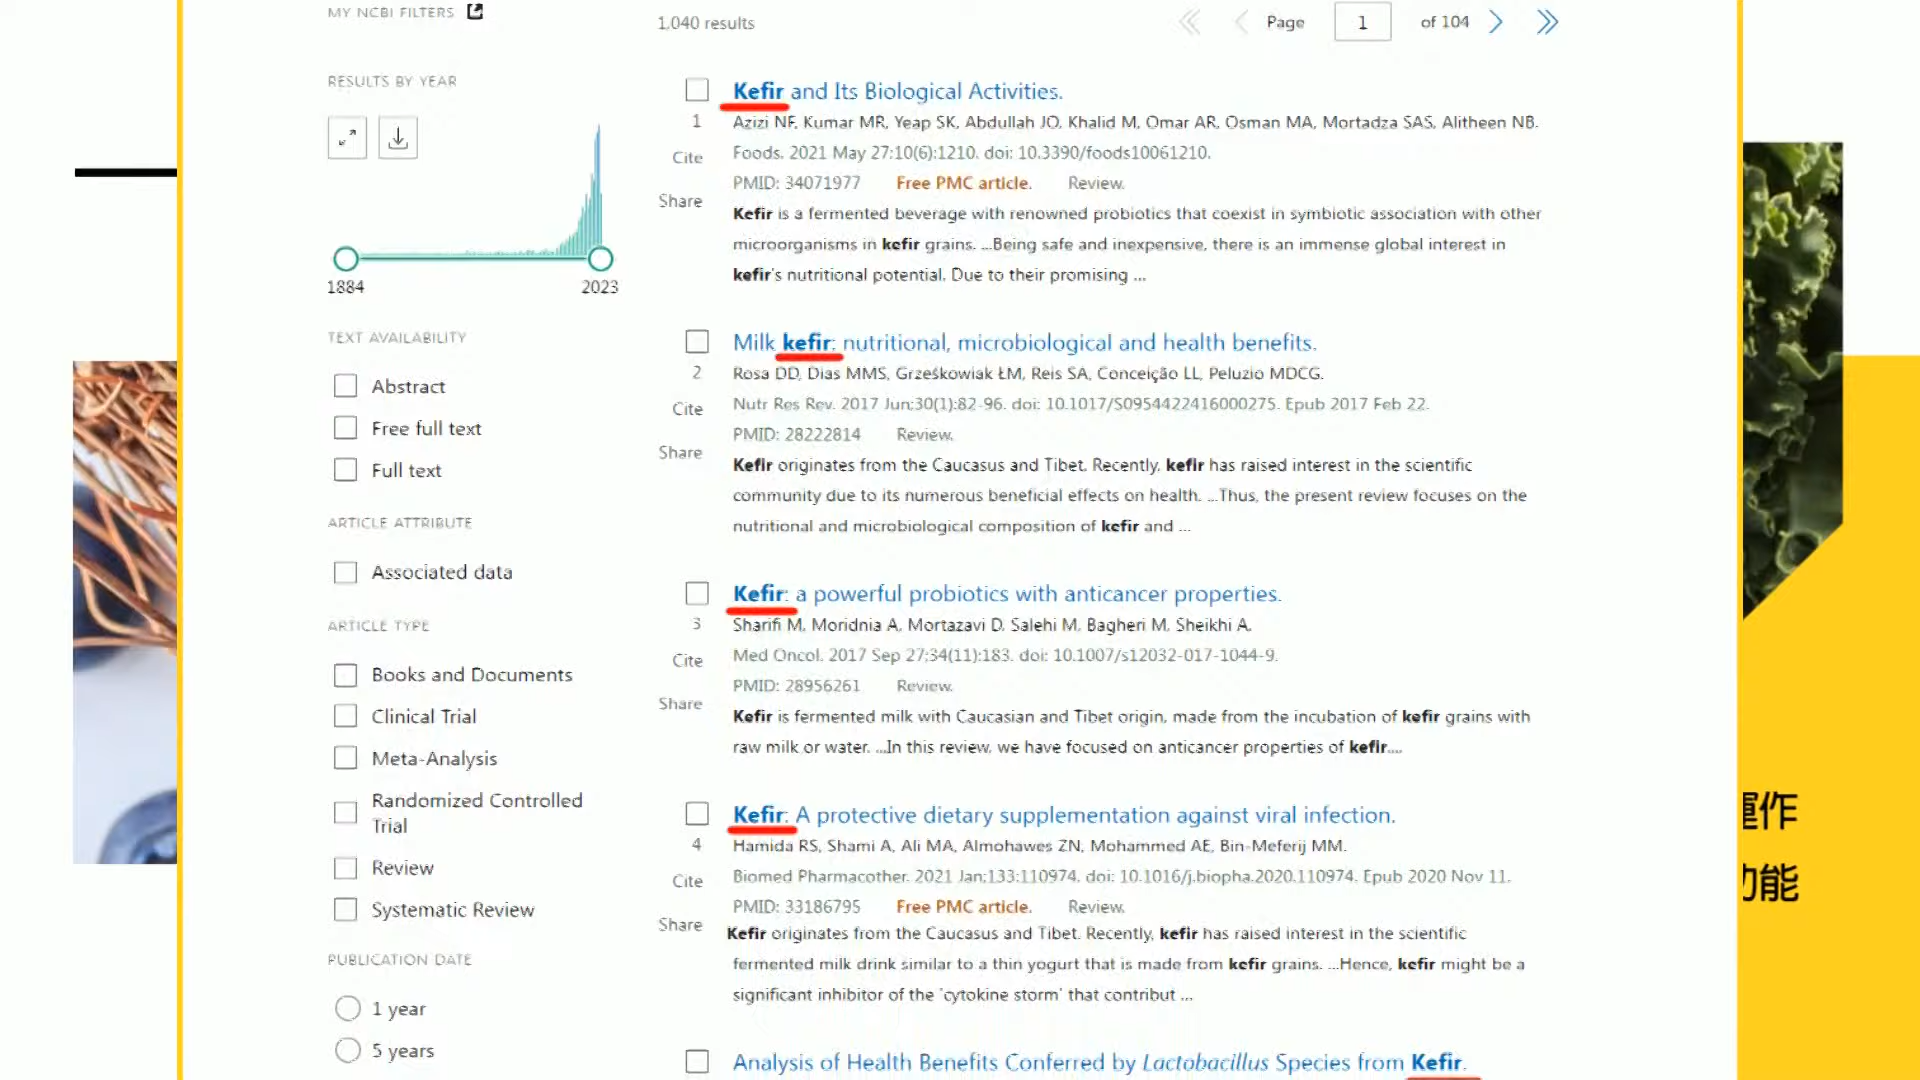 MY NCBI FILTERS
1,040 results
Page 1 of 104
RESULTS BY YEAR
1884 2023
TEXT AVAILABILITY
Abstract
Free full text
Full text
ARTICLE ATTRIBUTE
Associated data
ARTICLE TYPE
Books and Documents
Clinical Trial
Meta-Analysis
Randomized Controlled
Trial
Review
Systematic Review
PUBLICATION DATE
1 year
5 years
Kefir and Its Biological Activities.
1
Cite
Share
Azizi NF, Kumar MR, Yeap SK, Abdullah JO, Khalid M, Omar AR, Osman MA, Mortadza SAS, Alitheen NB.
Foods. 2021 May 27;10(6):1210. doi: 10.3390/foods10061210.
PMID: 34071977 Free PMC article. Review.
Kefir is a fermented beverage with renowned probiotics that coexist in symbiotic association with other
microorganisms in kefir grains. ...Being safe and inexpensive, there is an immense global interest in
kefir's nutritional potential. Due to their promising ...
Milk kefir: nutritional, microbiological and health benefits.
2
Cite
Share
Rosa DD, Dias MMS, Grześkowiak ŁM, Reis SA, Conceição LL, Peluzio MDCG.
Nutr Res Rev. 2017 Jun;30(1):82-96. doi: 10.1017/S0954422416000275. Epub 2017 Feb 22.
PMID: 28222814 Review.
Kefir originates from the Caucasus and Tibet. Recently, kefir has raised interest in the scientific
community due to its numerous beneficial effects on health. ...Thus, the present review focuses on the
nutritional and microbiological composition of kefir and ...
Kefir: a powerful probiotics with anticancer properties.
3
Cite
Share
Sharifi M, Moridnia A, Mortazavi D, Salehi M, Bagheri M, Sheikhi A.
Med Oncol. 2017 Sep 27;34(11):183. doi: 10.1007/s12032-017-1044-9.
PMID: 28956261 Review.
Kefir is fermented milk with Caucasian and Tibet origin, made from the incubation of kefir grains with
raw milk or water. ...In this review, we have focused on anticancer properties of kefir....
Kefir: A protective dietary supplementation against viral infection.
4
Cite
Share
Hamida RS, Shami A, Ali MA, Almohawes ZN, Mohammed AE, Bin-Meferij MM.
Biomed Pharmacother. 2021 Jan;133:110974. doi: 10.1016/j.biopha.2020.110974. Epub 2020 Nov 11.
PMID: 33186795 Free PMC article. Review.
Kefir originates from the Caucasus and Tibet. Recently, kefir has raised interest in the scientific
fermented milk drink similar to a thin yogurt that is made from kefir grains. ...Hence, kefir might be a
significant inhibitor of the 'cytokine storm' that contribut ...
Analysis of Health Benefits Conferred by Lactobacillus Species from Kefir.
運作
功能